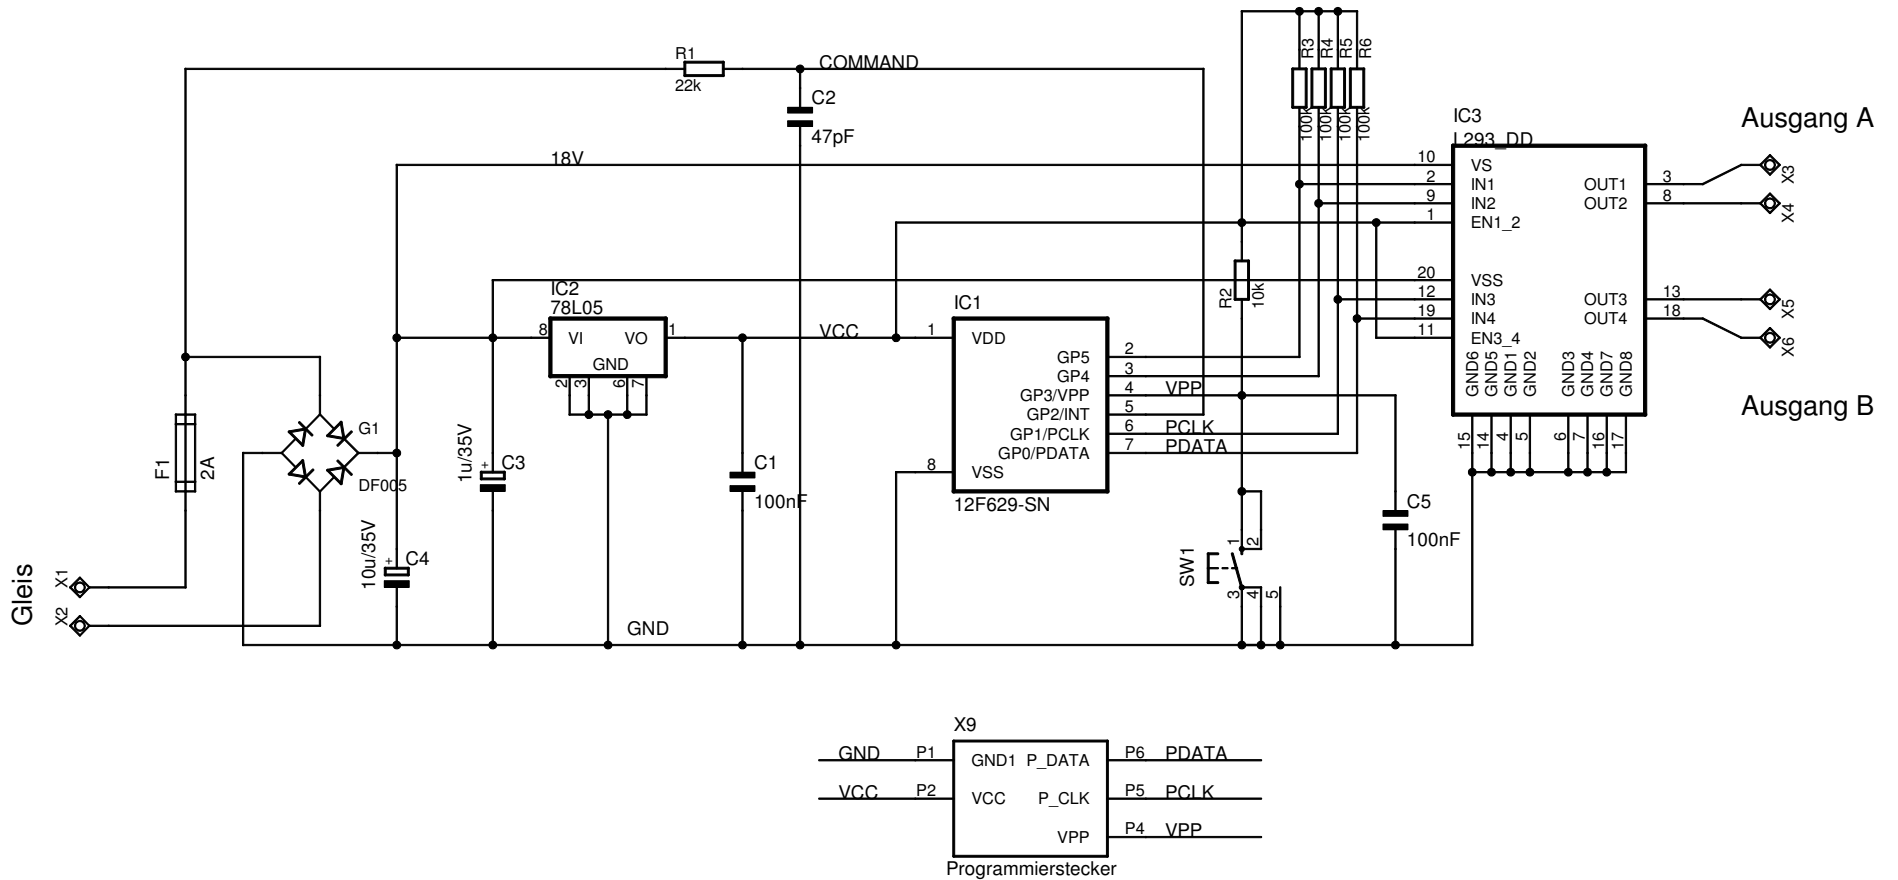 R1
22k
COMMAND
C2
47pF
R3
R4
R5
R6
100k
100k
100k
100k
IC3
L293_DD
Ausgang A
18V
10
VS
2
IN1
OUT1
3
X3
9
IN2
OUT2
8
X4
1
EN1_2
20
VSS
12
IN3
OUT3
13
X5
19
IN4
OUT4
18
X6
11
EN3_4
GND6
GND5
GND1
GND2
GND3
GND4
GND7
GND8
15
14
4
5
6
7
16
17
Ausgang B
R2
10k
IC2
78L05
8
VI
VO
1
GND
2
3
6
7
VCC
IC1
1
VDD
GP5
2
GP4
3
GP3/VPP
4
VPP
GP2/INT
5
GP1/PCLK
6
PCLK
GP0/PDATA
7
PDATA
8
VSS
12F629-SN
G1
DF005
F1
2A
1u/35V
+
C3
C1
100nF
10u/35V
+
C4
C5
100nF
SW1
1
2
3
4
5
Gleis
X1
X2
GND
X9
GND
P1
GND1
P_DATA
P6
PDATA
VCC
P2
VCC
P_CLK
P5
PCLK
VPP
P4
VPP
Programmierstecker